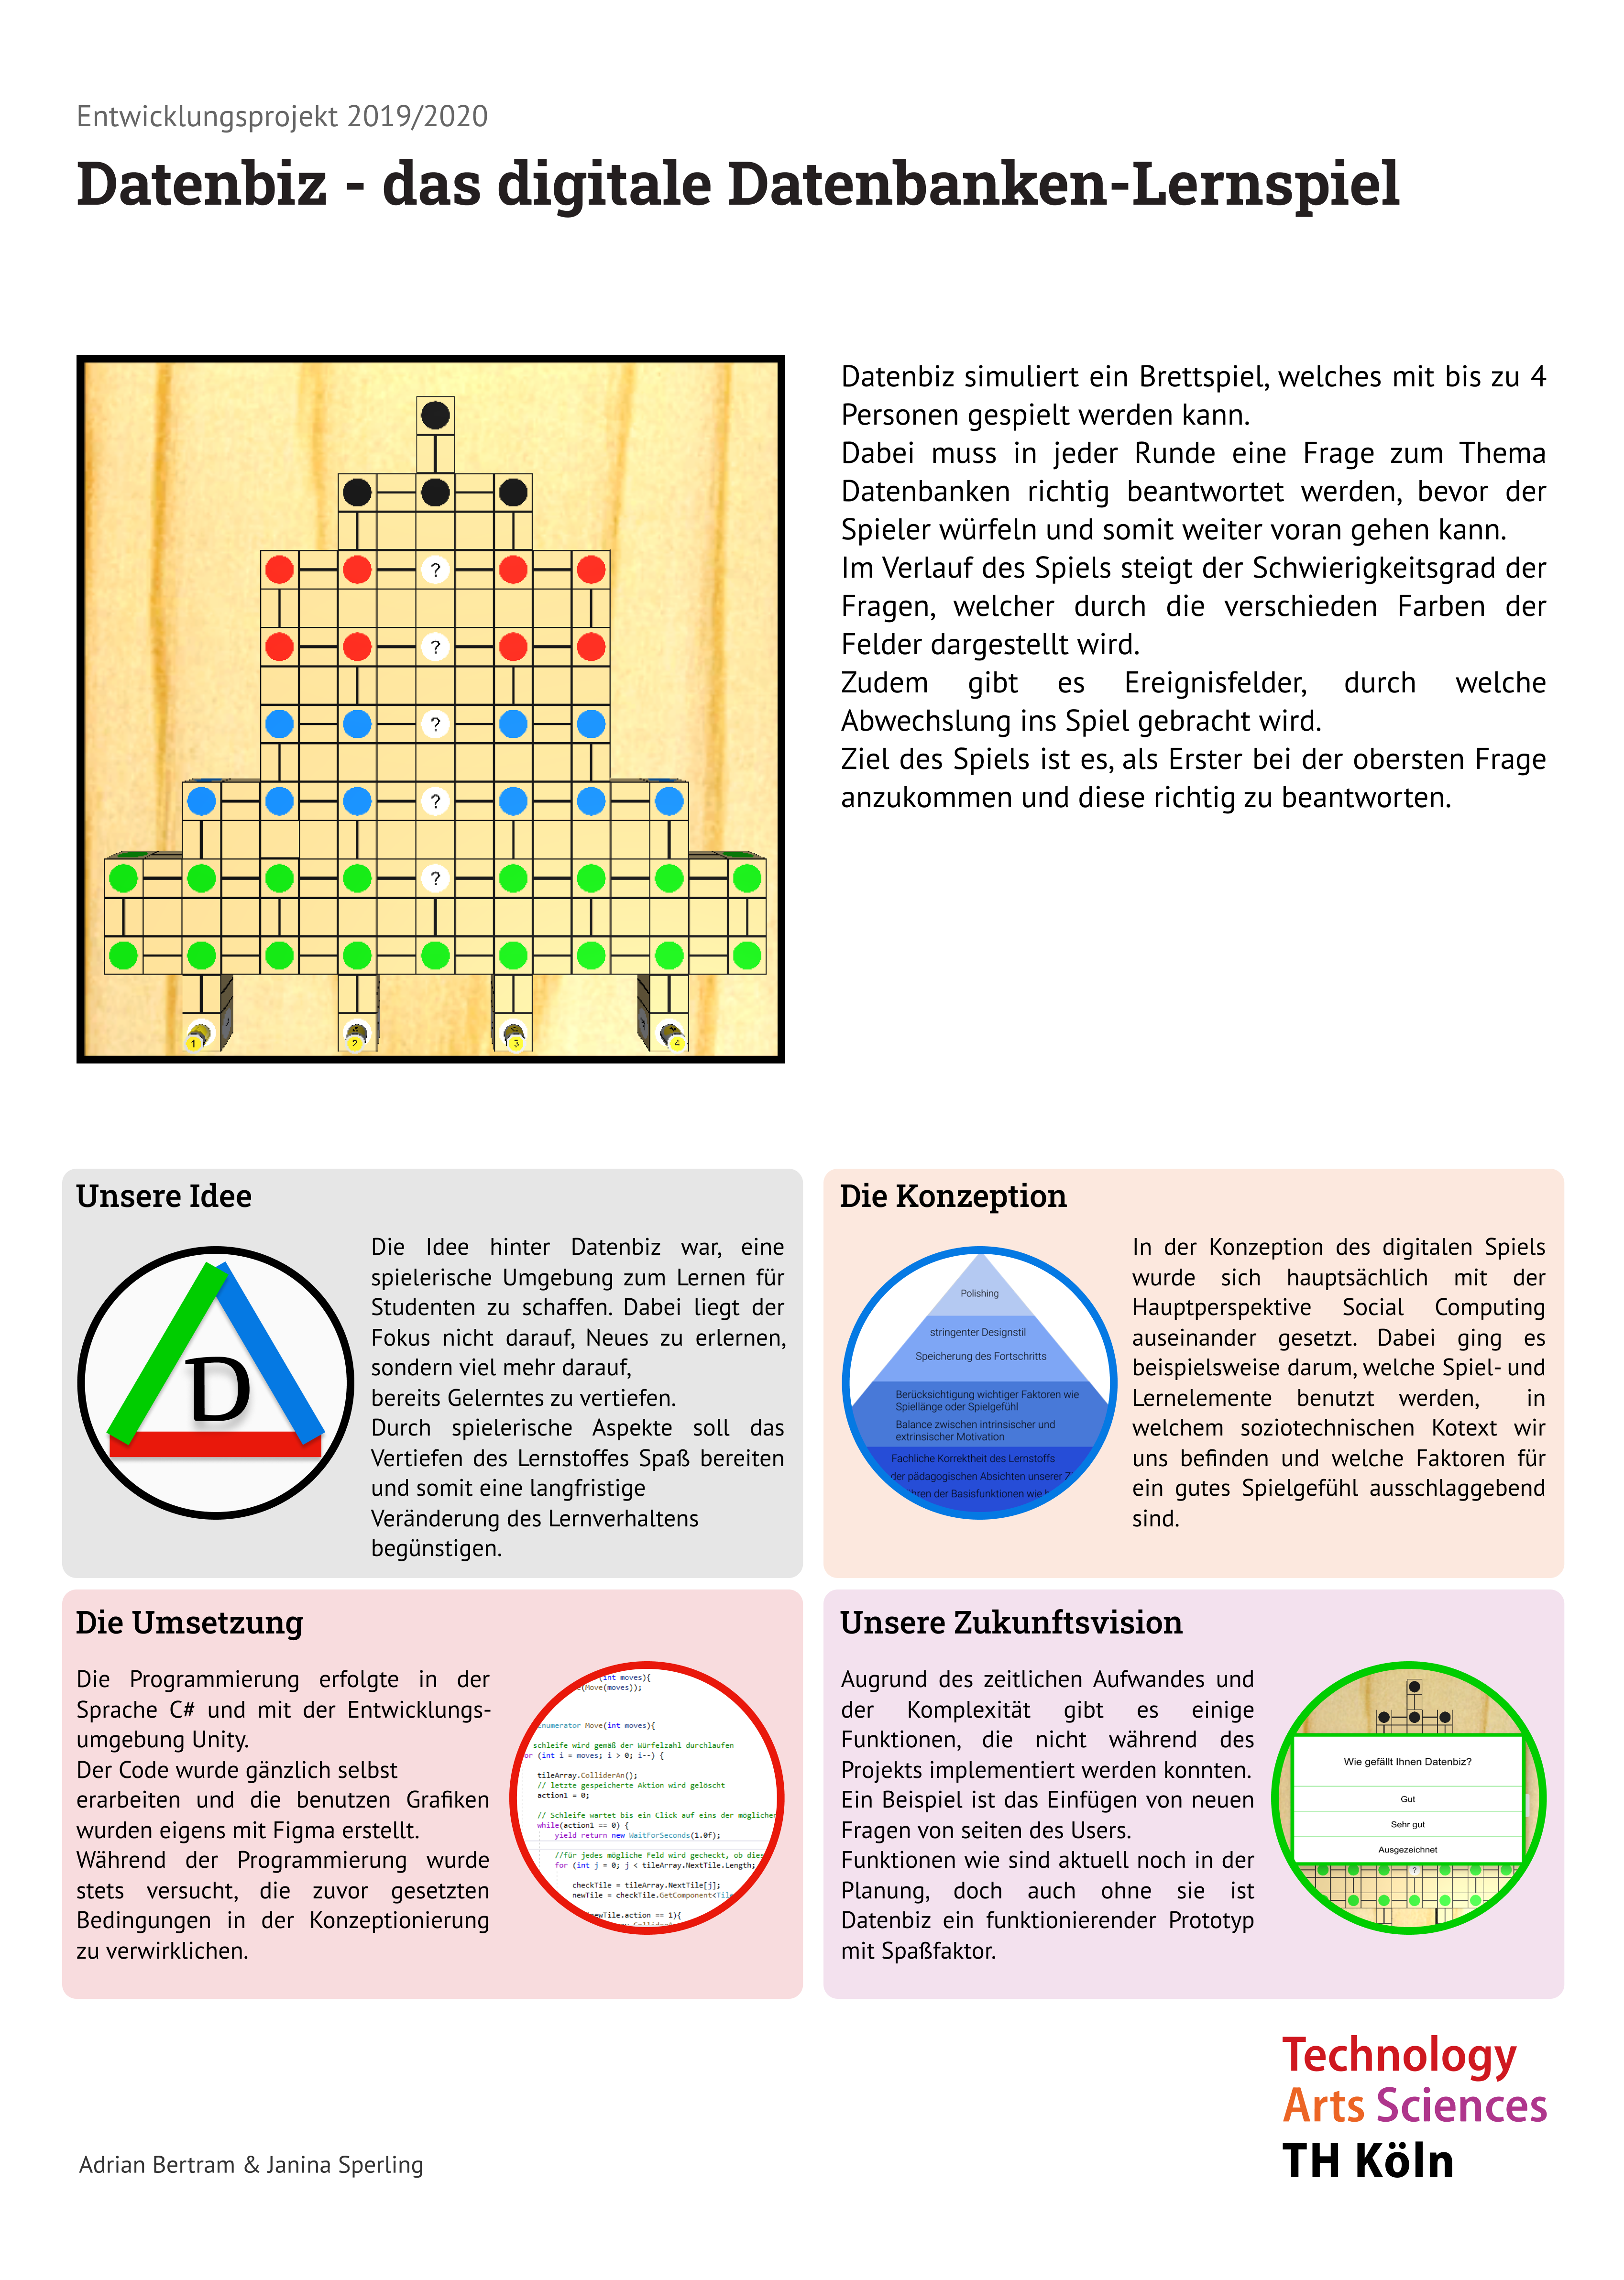 Entwicklungsprojekt 2019/2020
Datenbiz - das digitale Datenbanken-Lernspiel
?
?
?
?
?
1
2
3
4
Datenbiz simuliert ein Brettspiel, welches mit bis zu 4
Personen gespielt werden kann.
Dabei muss in jeder Runde eine Frage zum Thema
Datenbanken richtig beantwortet werden, bevor der
Spieler würfeln und somit weiter voran gehen kann.
Im Verlauf des Spiels steigt der Schwierigkeitsgrad der
Fragen, welcher durch die verschieden Farben der
Felder dargestellt wird.
Zudem gibt es Ereignisfelder, durch welche
Abwechslung ins Spiel gebracht wird.
Ziel des Spiels ist es, als Erster bei der obersten Frage
anzukommen und diese richtig zu beantworten.
Unsere Idee
D
Die Idee hinter Datenbiz war, eine
spielerische Umgebung zum Lernen für
Studenten zu schaffen. Dabei liegt der
Fokus nicht darauf, Neues zu erlernen,
sondern viel mehr darauf,
bereits Gelerntes zu vertiefen.
Durch spielerische Aspekte soll das
Vertiefen des Lernstoffes Spaß bereiten
und somit eine langfristige
Veränderung des Lernverhaltens
begünstigen.
Die Konzeption
Polishing
stringenter Designstil
Speicherung des Fortschritts
Berücksichtigung wichtiger Faktoren wie
Spiellänge oder Spielgefühl
Balance zwischen intrinsischer und
extrinsischer Motivation
Fachliche Korrektheit des Lernstoffs
der pädagogischen Absichten unserer
der Basisfunktionen wie
In der Konzeption des digitalen Spiels
wurde sich hauptsächlich mit der
Hauptperspektive Social Computing
auseinander gesetzt. Dabei ging es
beispielsweise darum, welche Spiel- und
Lernelemente benutzt werden, in
welchem soziotechnischen Kotext wir
uns befinden und welche Faktoren für
ein gutes Spielgefühl ausschlaggebend
sind.
Die Umsetzung
Die Programmierung erfolgte in der
Sprache C# und mit der Entwicklungs-
umgebung Unity.
Der Code wurde gänzlich selbst
erarbeiten und die benutzen Grafiken
wurden eigens mit Figma erstellt.
Während der Programmierung wurde
stets versucht, die zuvor gesetzten
Bedingungen in der Konzeptionierung
zu verwirklichen.
(int moves){
(Move(moves));
numerator Move(int moves){
schleife wird gemäß der Würfelzahl durchlaufen
or (int i = moves; i > 0; i--) {
tileArray.ColliderAn();
// letzte gespeicherte Aktion wird gelöscht
action1 = 0;
// Schleife wartet bis ein Click auf eins der möglichen
while(action1 == 0) {
yield return new WaitForSeconds(1.0f);
//für jedes mögliche Feld wird gecheckt, ob dies
for (int j = 0; j < tileArray.NextTile.Length;
checkTile = tileArray.NextTile[j];
newTile = checkTile.GetComponent<Tile
newTile.action == 1){
Unsere Zukunftsvision
Augrund des zeitlichen Aufwandes und
der Komplexität gibt es einige
Funktionen, die nicht während des
Projekts implementiert werden konnten.
Ein Beispiel ist das Einfügen von neuen
Fragen von seiten des Users.
Funktionen wie sind aktuell noch in der
Planung, doch auch ohne sie ist
Datenbiz ein funktionierender Prototyp
mit Spaßfaktor.
Wie gefällt Ihnen Datenbiz?
Gut
Sehr gut
Ausgezeichnet
?
Technology
Arts Sciences
TH Köln
Adrian Bertram & Janina Sperling